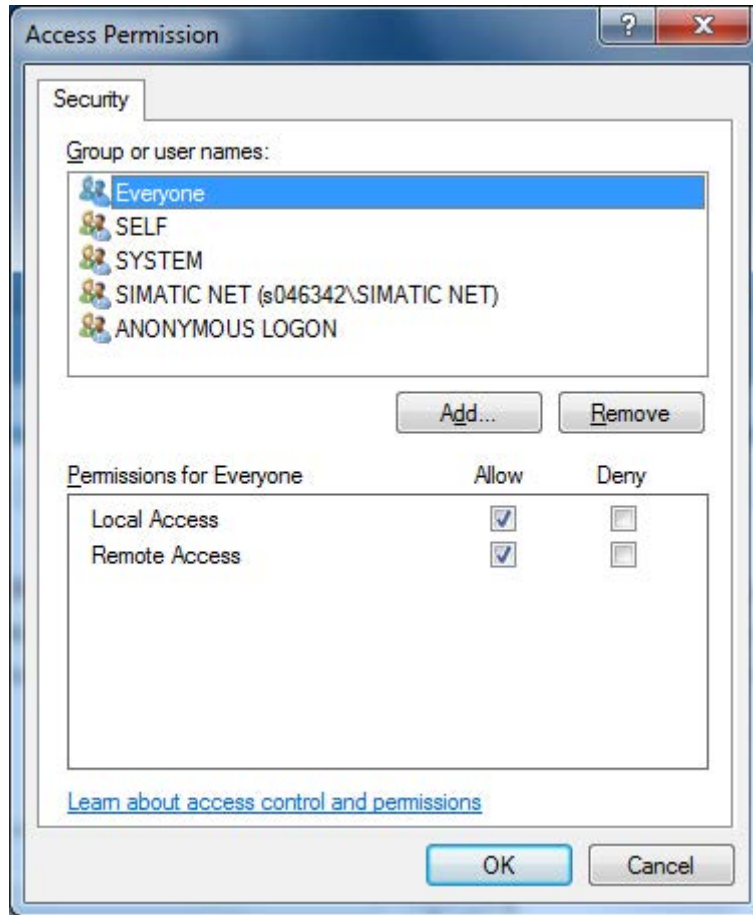 Access Permission
Security
Group or user names:
Everyone
SELF
SYSTEM
SIMATIC NET (s046342\SIMATIC NET)
ANONYMOUS LOGON
Add... Remove
Permissions for Everyone Allow Deny
Local Access
Remote Access
Learn about access control and permissions
OK Cancel